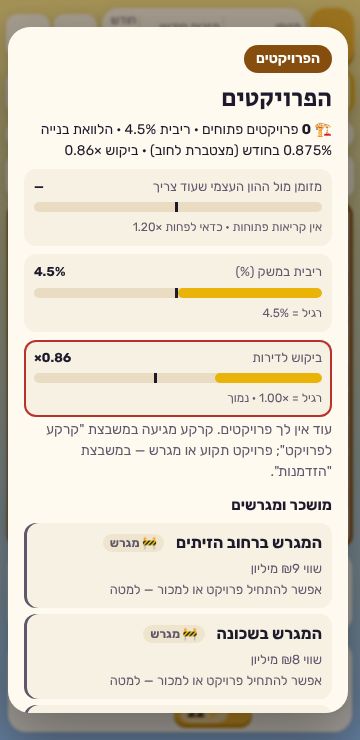 הפרויקטים
הפרויקטים
🏗️ 0 פרויקטים פתוחים • ריבית 4.5% • הלוואת בנייה
0.875% בחודש (מצטברת לחוב) • ביקוש ×0.86
מזומן מול ההון העצמי שעוד צריך –
אין קריאות פתוחות • כדאי לפחות ×1.20
ריבית במשק (%) 4.5%
רגיל = 4.5%
ביקוש לדירות ×0.86
רגיל = ×1.00 • נמוך
עוד אין לך פרויקטים. קרקע מגיעה במשבצת "קרקע
לפרויקט"; פרויקט תקוע או מגרש – במשבצת
"הזדמנות".
מושכר ומגרשים
המגרש ברחוב הזיתים 🚧 מגרש
שווי ₪9 מיליון
אפשר להתחיל פרויקט או למכור – למטה
המגרש בשכונה 🚧 מגרש
שווי ₪8 מיליון
אפשר להתחיל פרויקט או למכור – למטה